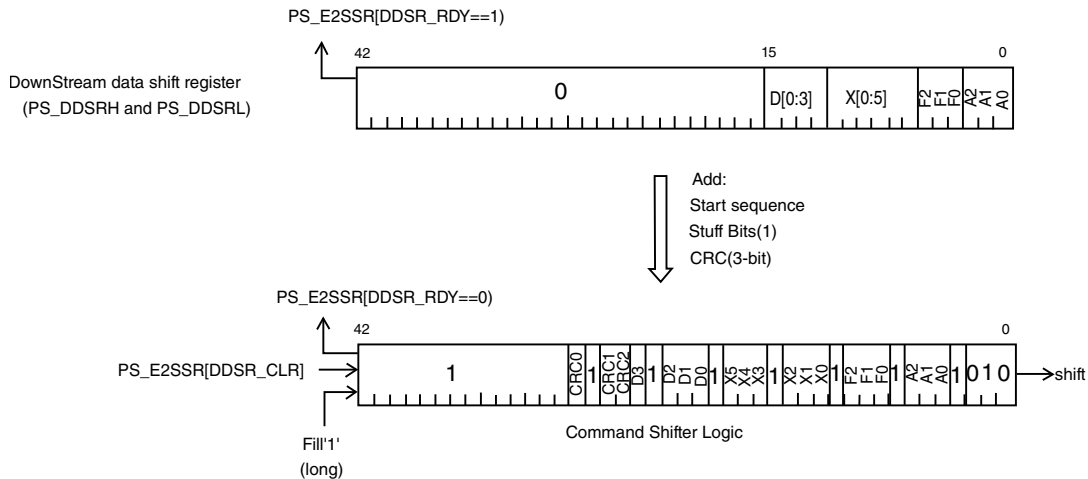 PS_E2SSR[DDSR_RDY==1)
42 15 0
DownStream data shift register
(PS_DDSRH and PS_DDSRL)
0 D[0:3] X[0:5] F2 F1 F0 A2 A1 A0
Add:
Start sequence
Stuff Bits(1)
CRC(3-bit)
PS_E2SSR[DDSR_RDY==0)
42 0
PS_E2SSR[DDSR_CLR]
1 CRC0 1 CRC1 CRC2 D3 1 D2 D1 D0 1 X5 X4 X3 1 X2 X1 X0 1 F2 F1 F0 1 A2 A1 A0 1 0 1 0
shift
Fill'1'
(long)
Command Shifter Logic